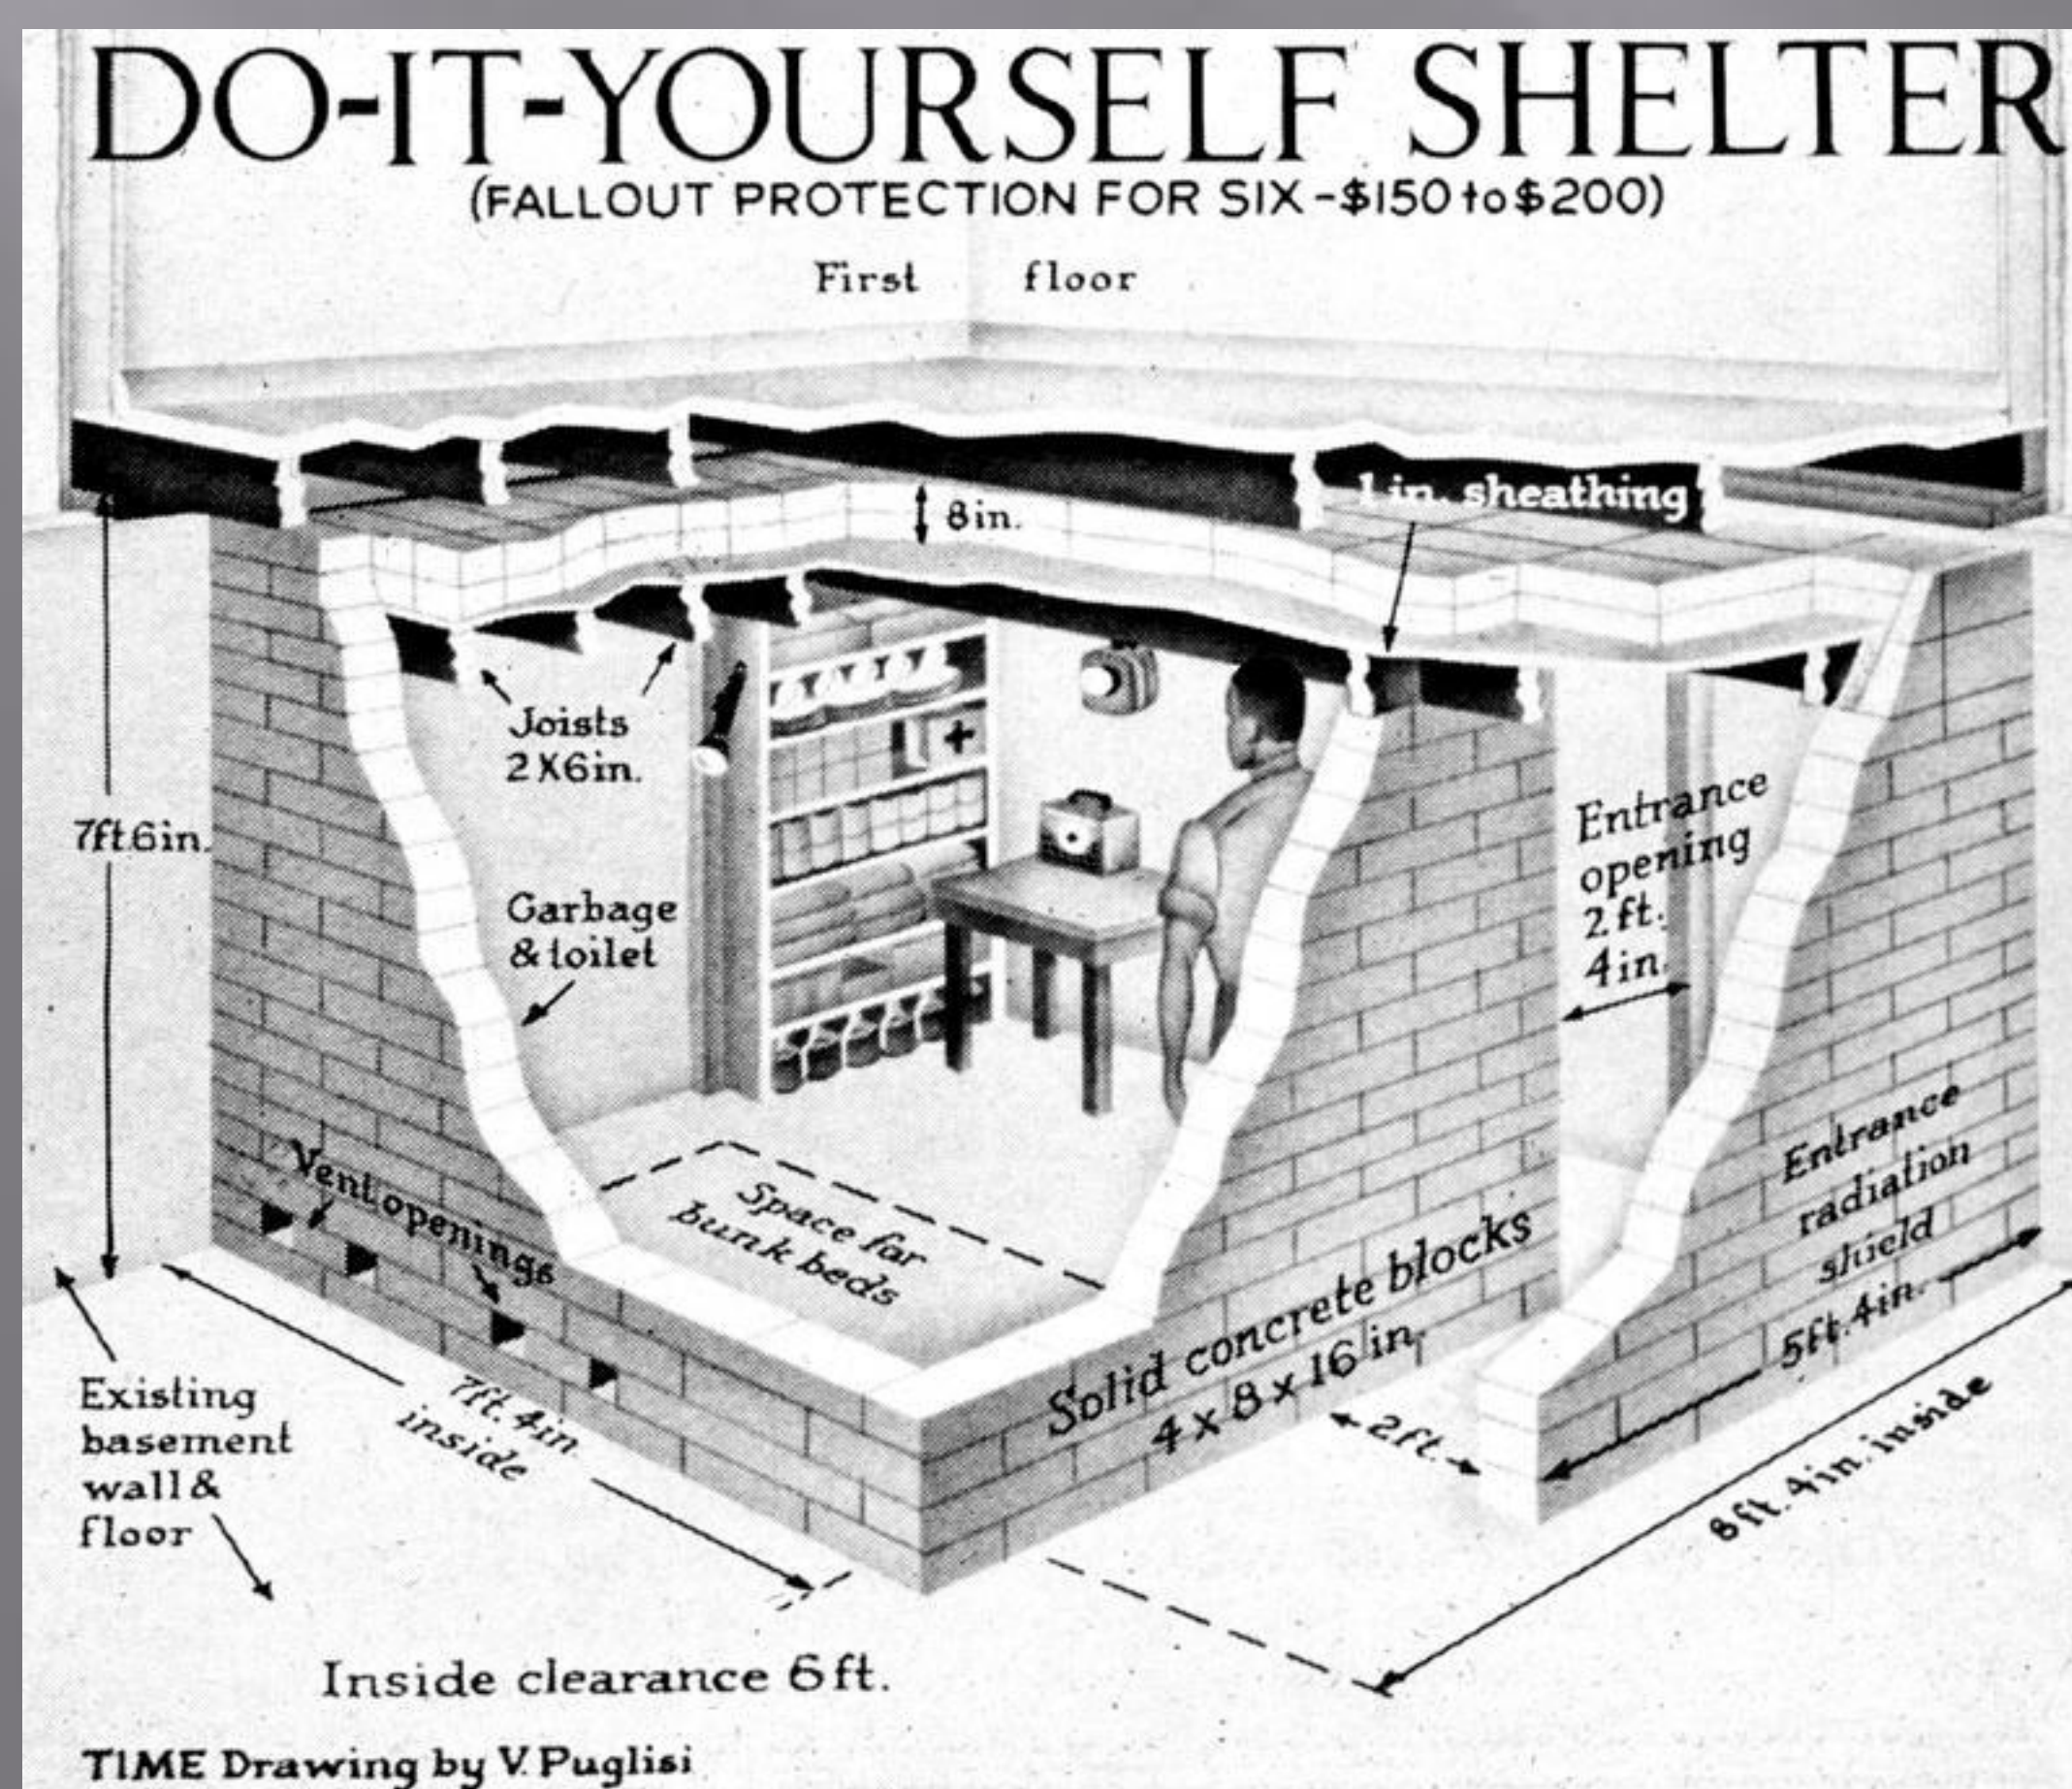 DO-IT-YOURSELF SHELTER
(FALLOUT PROTECTION FOR SIX-$150 to $200)
First floor
1 in. sheathing
8in.
Joists
2X6in.
7ft.6in.
Entrance
opening
2 ft.
4in.
Garbage
& toilet
Vent openings
Space for
bunk beds
Entrance
radiation
shield
5ft.4in.
Solid concrete blocks
4 x 8 x 16 in.
2ft.
8ft.4in.inside
Existing
basement
wall &
floor
7ft.4in.
inside
Inside clearance 6ft.
TIME Drawing by V. Puglisi